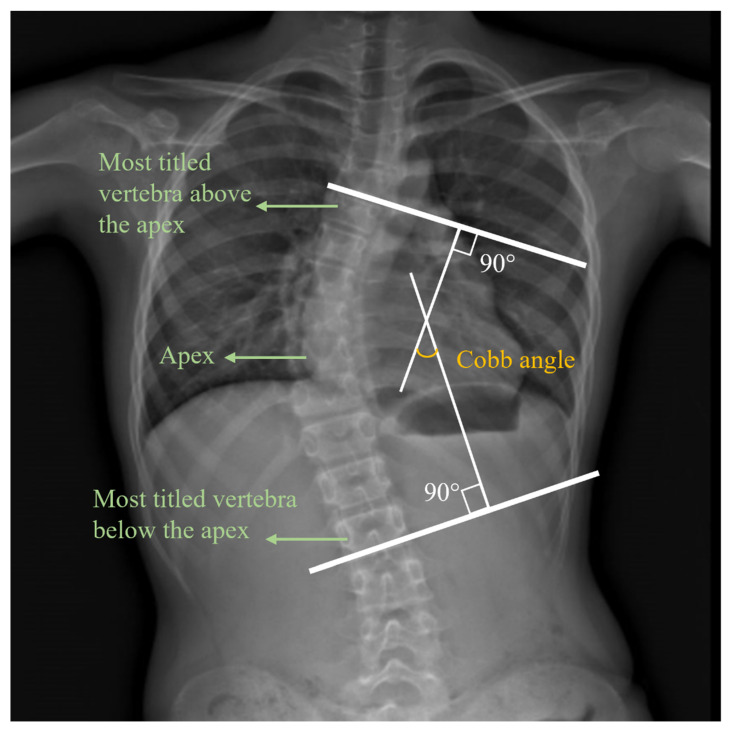 Most titled
vertebra above
the apex
90°
Apex
Cobb angle
Most titled vertebra
below the apex
90°